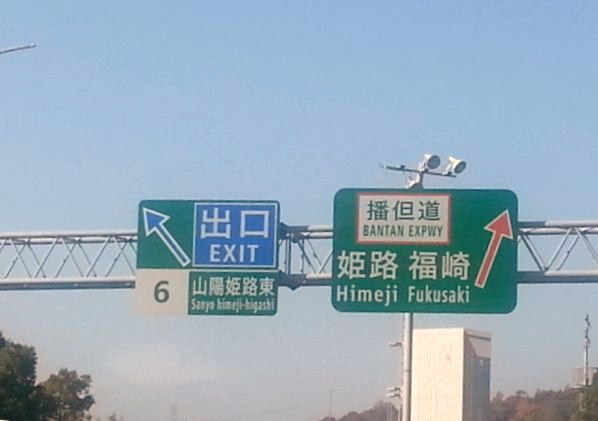 出口
EXIT
6
山陽姫路東
Sanyo himeji-higashi
播但道
BANTAN EXPWY
姫路 福崎
Himeji Fukusaki